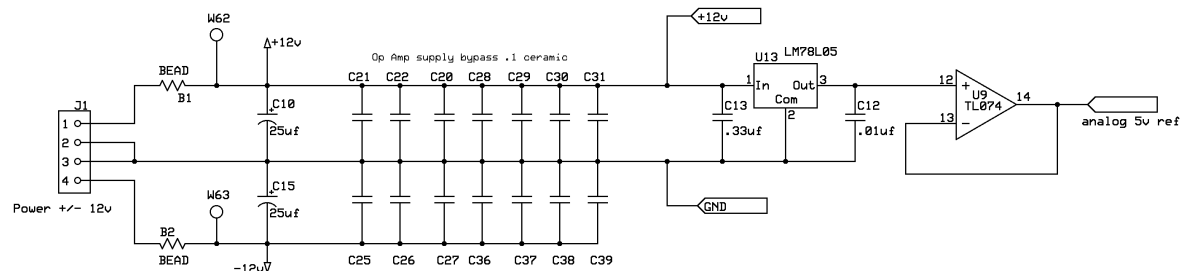 W62
+12v
+12v
LM78L05
U13
Op Amp supply bypass .1 ceramic
BEAD
B1
C21 C22 C20 C28 C29 C30 C31
1 In Out 3
Com
2
12
+
U9
TL074
14
13
−
analog 5v ref
J1
1
2
3
4
+
C10
25uf
C13
.33uf
C12
.01uf
Power +/- 12v
W63
+
C15
25uf
GND
B2
BEAD
-12v
C25 C26 C27 C36 C37 C38 C39